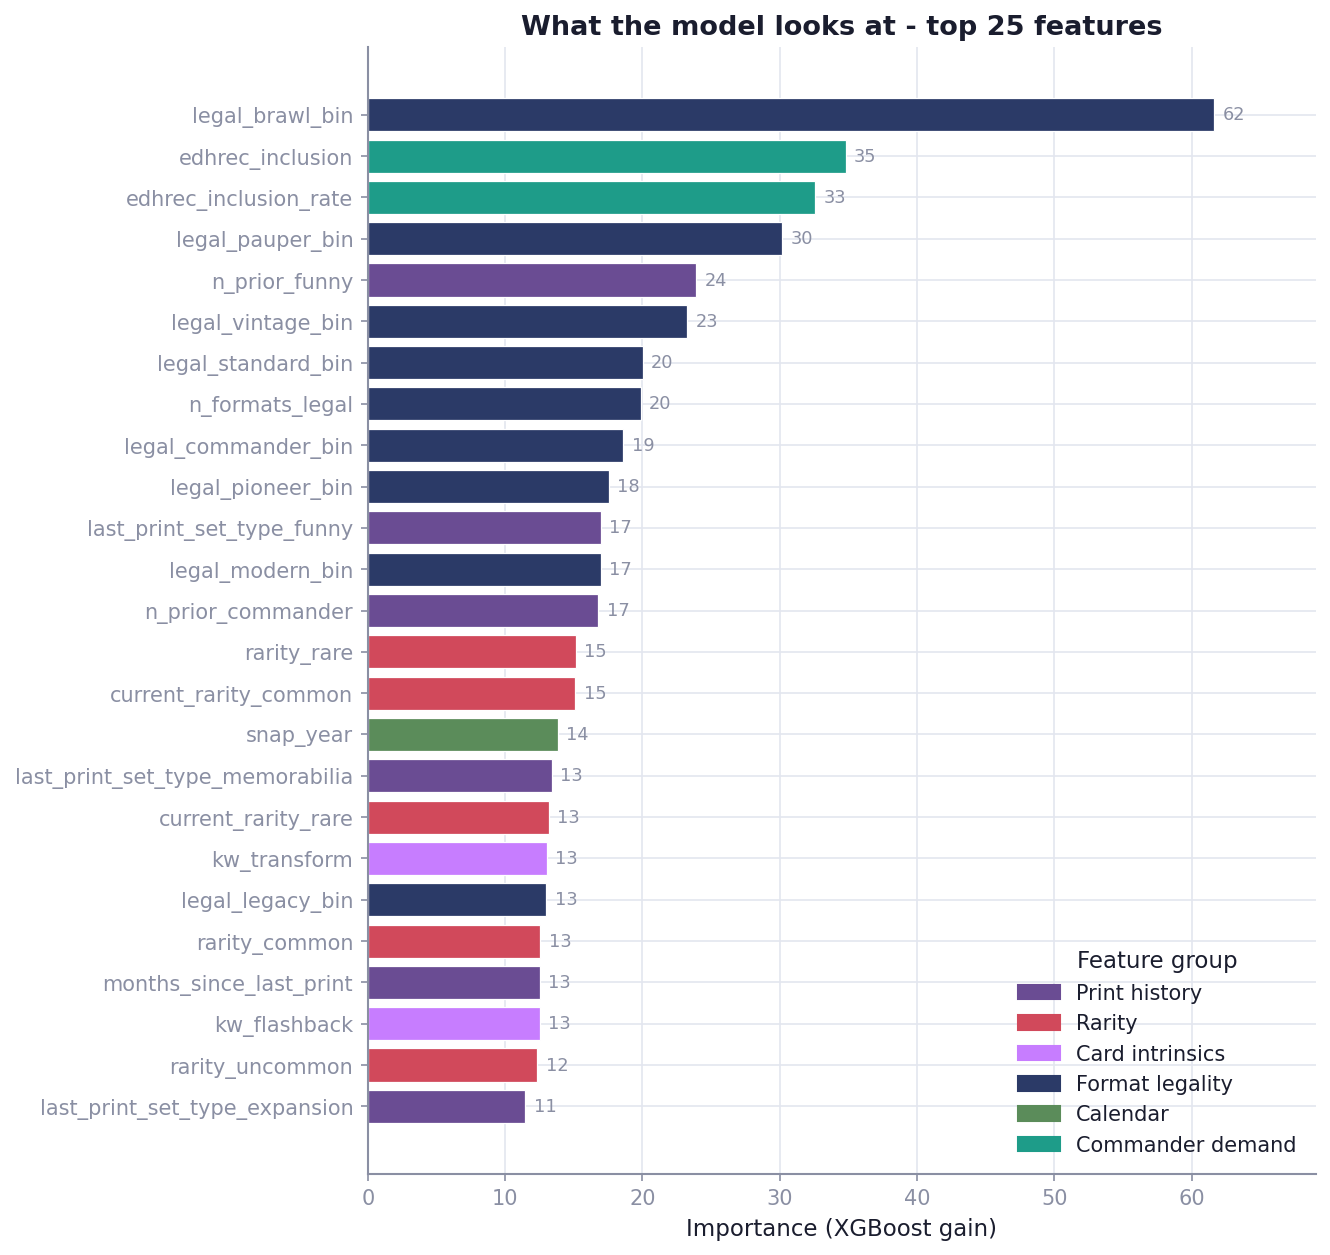 What the model looks at - top 25 features
legal_brawl_bin 62
edhrec_inclusion 35
edhrec_inclusion_rate 33
legal_pauper_bin 30
n_prior_funny 24
legal_vintage_bin 23
legal_standard_bin 20
n_formats_legal 20
legal_commander_bin 19
legal_pioneer_bin 18
last_print_set_type_funny 17
legal_modern_bin 17
n_prior_commander 17
rarity_rare 15
current_rarity_common 15
snap_year 14
last_print_set_type_memorabilia 13
current_rarity_rare 13
kw_transform 13
legal_legacy_bin 13
rarity_common 13
months_since_last_print 13
kw_flashback 13
rarity_uncommon 12
last_print_set_type_expansion 11
Feature group
Print history
Rarity
Card intrinsics
Format legality
Calendar
Commander demand
0 10 20 30 40 50 60
Importance (XGBoost gain)